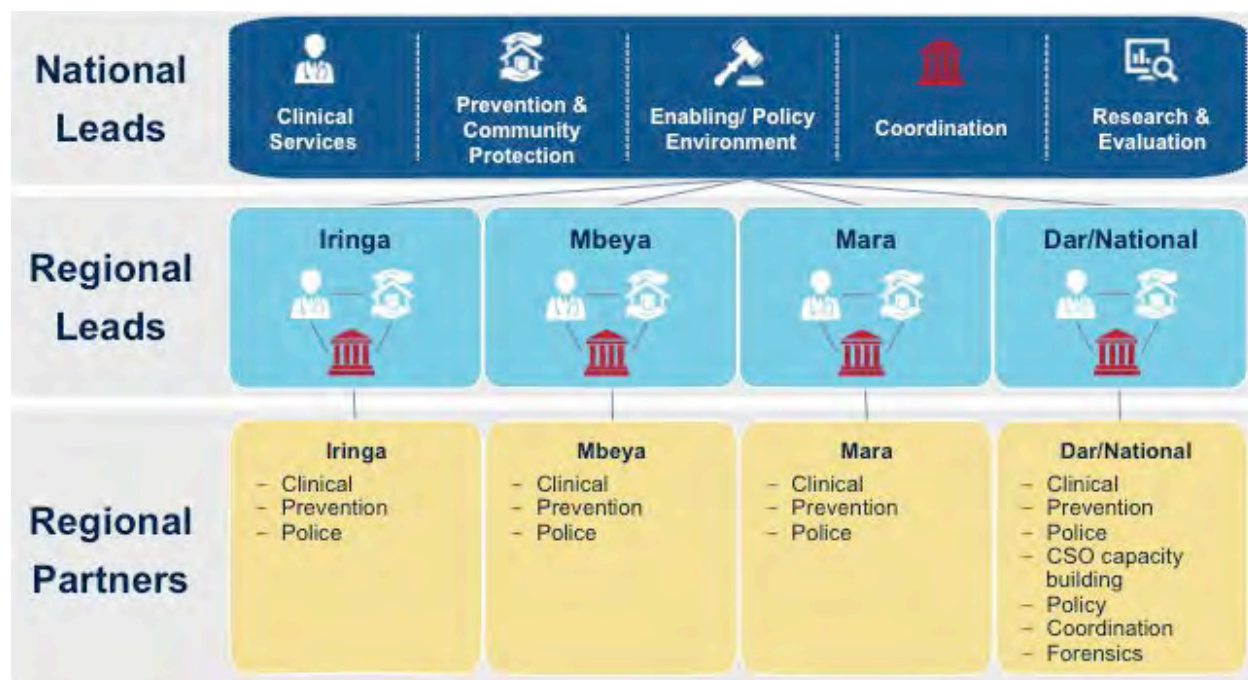 National
Leads
Clinical
Services
Prevention &
Community
Protection
Enabling/ Policy
Environment
Coordination
Research &
Evaluation
Regional
Leads
Iringa
Mbeya
Mara
Dar/National
Regional
Partners
Iringa
– Clinical
– Prevention
– Police
Mbeya
– Clinical
– Prevention
– Police
Mara
– Clinical
– Prevention
– Police
Dar/National
– Clinical
– Prevention
– Police
– CSO capacity
building
– Policy
– Coordination
– Forensics